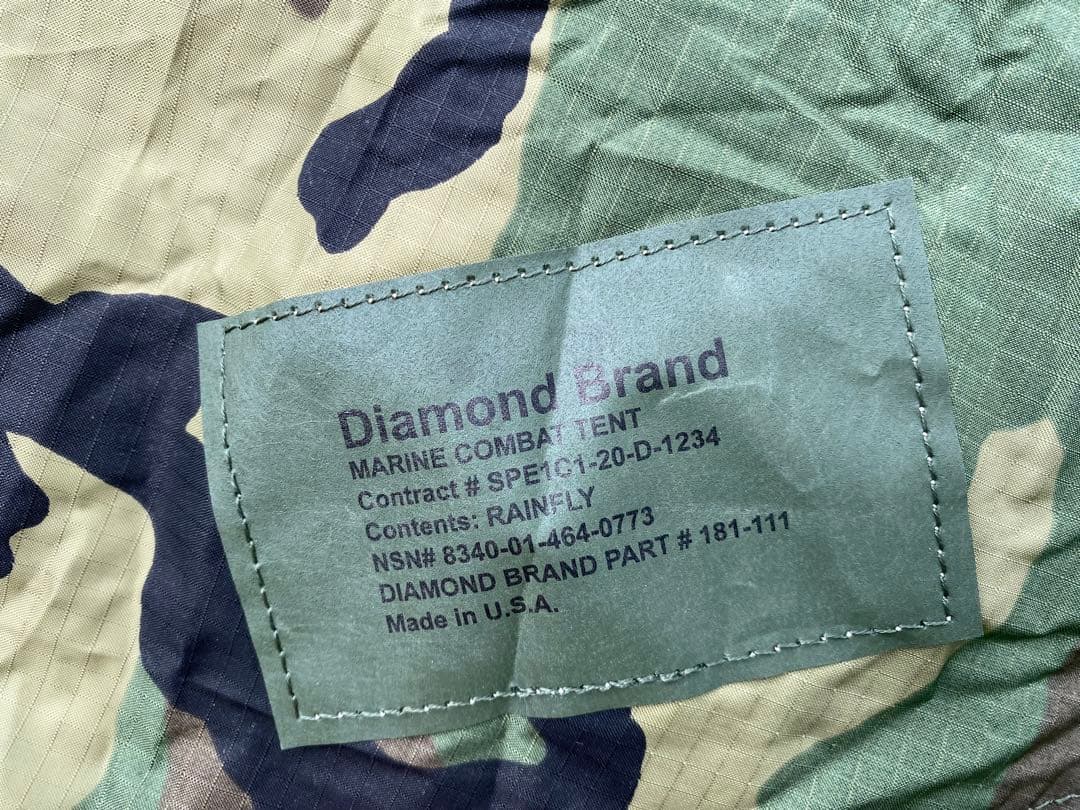 Diamond Brand
MARINE COMBAT TENT
Contract # SPE1C1-20-D-1234
Contents: RAINFLY
NSN# 8340-01-464-0773
DIAMOND BRAND PART # 181-111
Made in U.S.A.